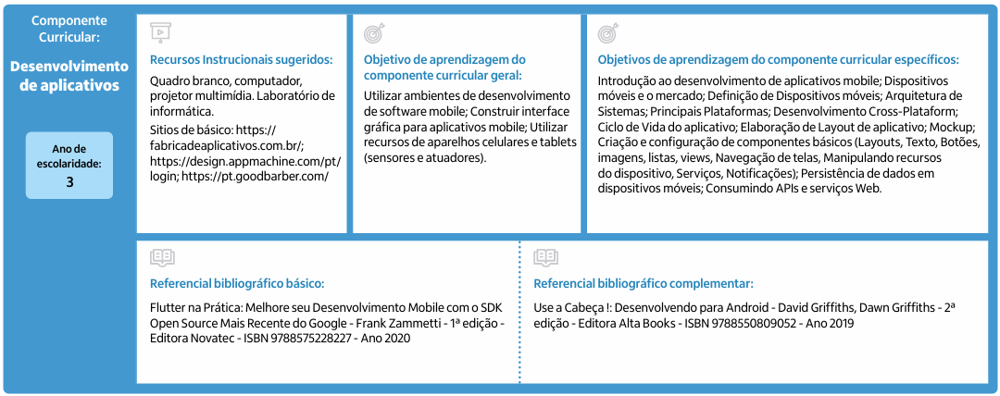 Componente
Curricular:
Desenvolvimento
de aplicativos
Ano de
escolaridade:
3
Recursos Instrucionais sugeridos:
Quadro branco, computador,
projetor multimídia. Laboratório de
informática.
Sitios de básico: https://
fabricadeaplicativos.com.br/;
https://design.appmachine.com/pt/
login; https://pt.goodbarber.com/
Objetivo de aprendizagem do
componente curricular geral:
Utilizar ambientes de desenvolvimento
de software mobile; Construir interface
gráfica para aplicativos mobile; Utilizar
recursos de aparelhos celulares e tablets
(sensores e atuadores).
Objetivos de aprendizagem do componente curricular específicos:
Introdução ao desenvolvimento de aplicativos mobile; Dispositivos
móveis e o mercado; Definição de Dispositivos móveis; Arquitetura de
Sistemas; Principais Plataformas; Desenvolvimento Cross-Plataform;
Ciclo de Vida do aplicativo; Elaboração de Layout de aplicativo; Mockup;
Criação e configuração de componentes básicos (Layouts, Texto, Botões,
imagens, listas, views, Navegação de telas, Manipulando recursos
do dispositivo, Serviços, Notificações); Persistência de dados em
dispositivos móveis; Consumindo APIs e serviços Web.
Referencial bibliográfico básico:
Flutter na Prática: Melhore seu Desenvolvimento Mobile com o SDK
Open Source Mais Recente do Google - Frank Zammetti - 1ª edição -
Editora Novatec - ISBN 9788575228227 - Ano 2020
Referencial bibliográfico complementar:
Use a Cabeça !: Desenvolvendo para Android - David Griffiths, Dawn Griffiths - 2ª
edição - Editora Alta Books - ISBN 9788550809052 - Ano 2019